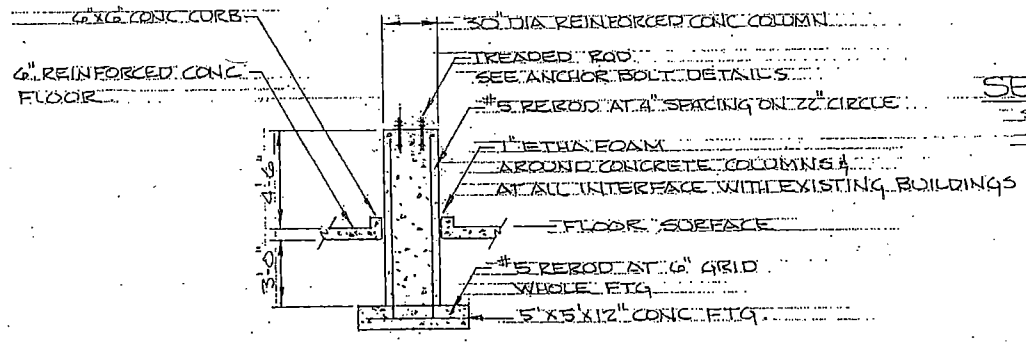 6"X6" CONC CURB
6" REINFORCED CONC
FLOOR
4'-6"
3'-0"
30" DIA REINFORCED CONC COLUMN
TREADED ROD
SEE ANCHOR BOLT DETAILS
#5 REROD AT 4" SPACING ON 22" CIRCLE
1" ETHA FOAM
AROUND CONCRETE COLUMNS &
AT ALL INTERFACE WITH EXISTING BUILDINGS
FLOOR SURFACE
#5 REROD AT 6" GRID
WHOLE FTG
5'X5'X12" CONC FTG
SE